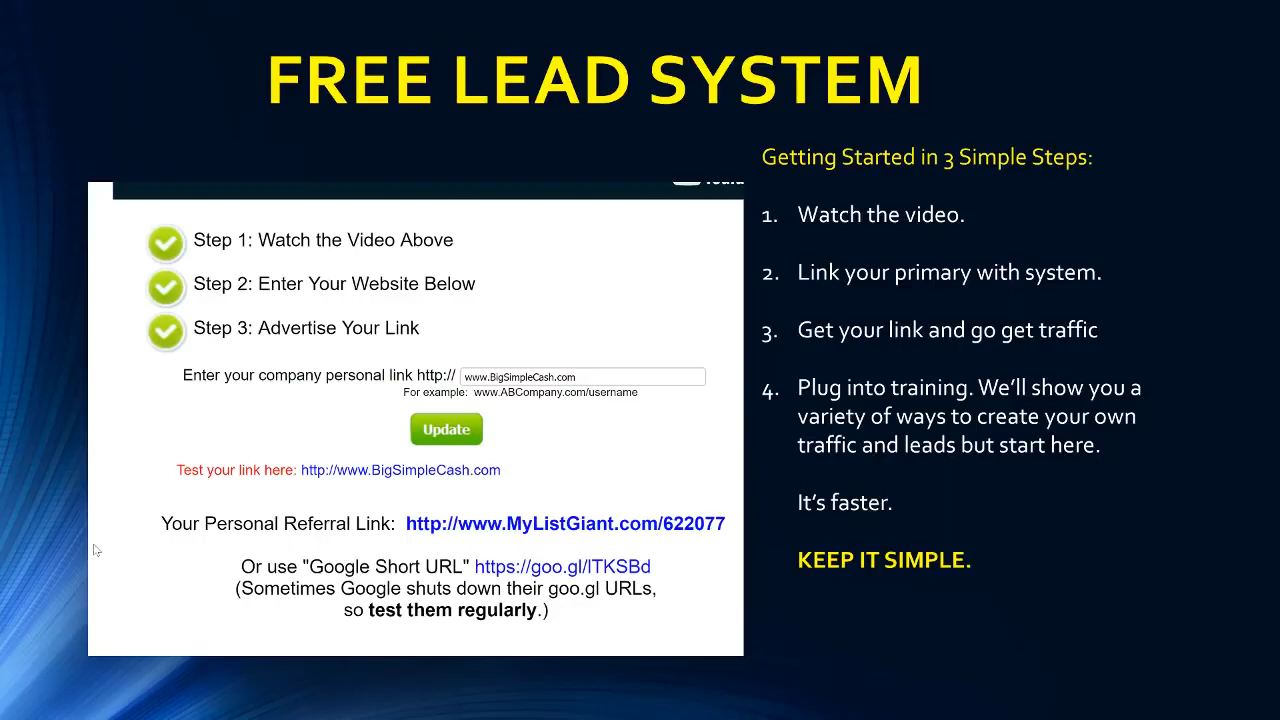 FREE LEAD SYSTEM
Getting Started in 3 Simple Steps:
1. Watch the video.
2. Link your primary with system.
3. Get your link and go get traffic
4. Plug into training. We'll show you a
variety of ways to create your own
traffic and leads but start here.
It's faster.
KEEP IT SIMPLE.
Step 1: Watch the Video Above
Step 2: Enter Your Website Below
Step 3: Advertise Your Link
Enter your company personal link http:// www.BigSimpleCash.com
For example: www.ABCompany.com/username
Update
Test your link here: http://www.BigSimpleCash.com
Your Personal Referral Link: http://www.MyListGiant.com/622077
Or use "Google Short URL" https://goo.gl/lTKSBd
(Sometimes Google shuts down their goo.gl URLs,
so test them regularly.)